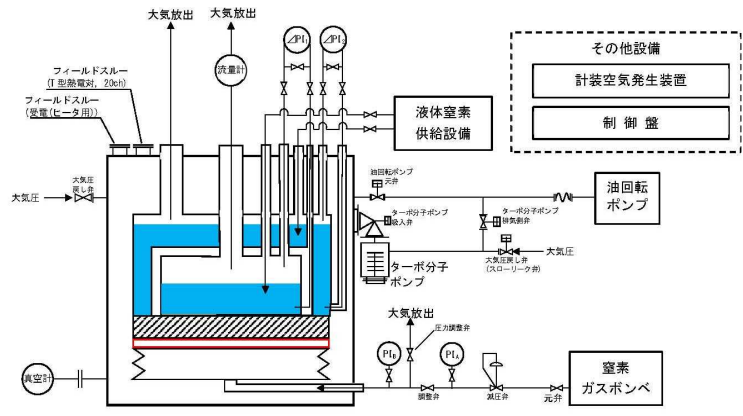 大気放出
大気放出
⊿PI₁
⊿PI₂
流量計
フィールドスルー
(T型熱電対, 20ch)
フィールドスルー
(受電(ヒータ用))
液体窒素
供給設備
その他設備
計装空気発生装置
制 御 盤
大気圧
大気圧
戻し弁
油回転ポンプ
元弁
油回転
ポンプ
ターボ分子ポンプ
吸入弁
ターボ分子ポンプ
排気側弁
大気圧
大気圧戻し弁
(スローリーク弁)
ターボ分子
ポンプ
大気放出
圧力調整弁
PIB
PIA
調整弁
減圧弁
元弁
窒素
ガスボンベ
真空計